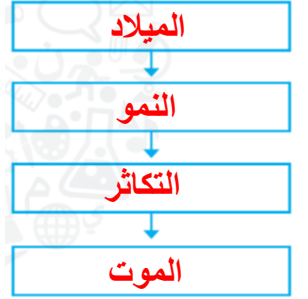 الميلاد
النمو
التكاثر
الموت